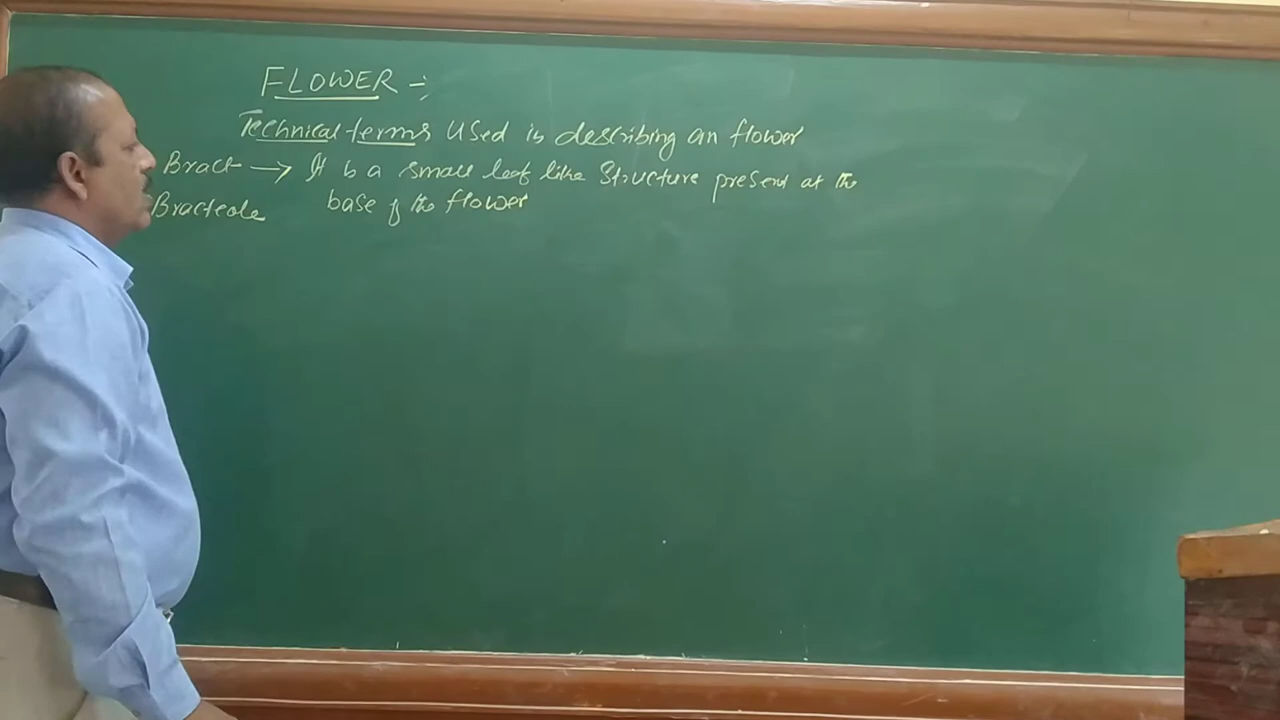 FLOWER -:
Technical terms used in describing an flower
Bract → It is a small leaf like structure present at the
Bracteole base of the flower